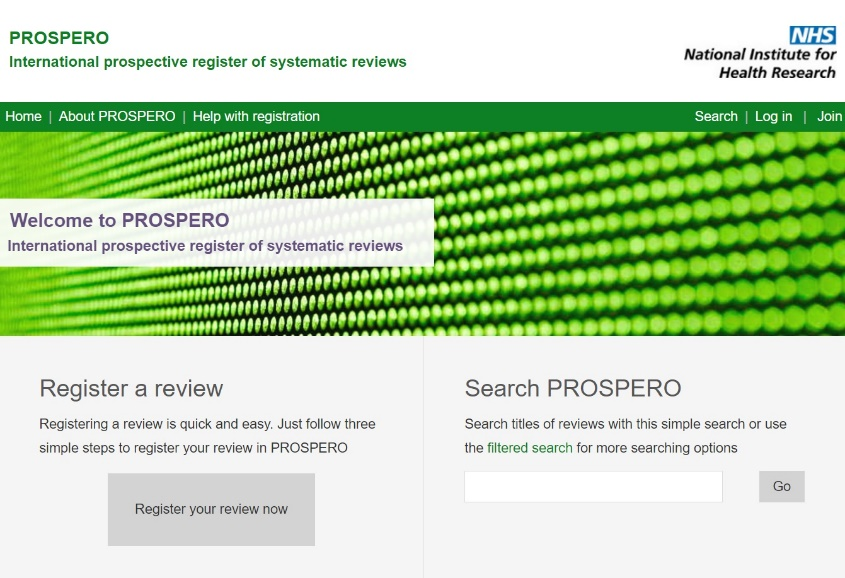 PROSPERO
International prospective register of systematic reviews
NHS
National Institute for
Health Research
Home | About PROSPERO | Help with registration
Search | Log in | Join
Welcome to PROSPERO
International prospective register of systematic reviews
Register a review
Registering a review is quick and easy. Just follow three
simple steps to register your review in PROSPERO
Register your review now
Search PROSPERO
Search titles of reviews with this simple search or use
the filtered search for more searching options
Go